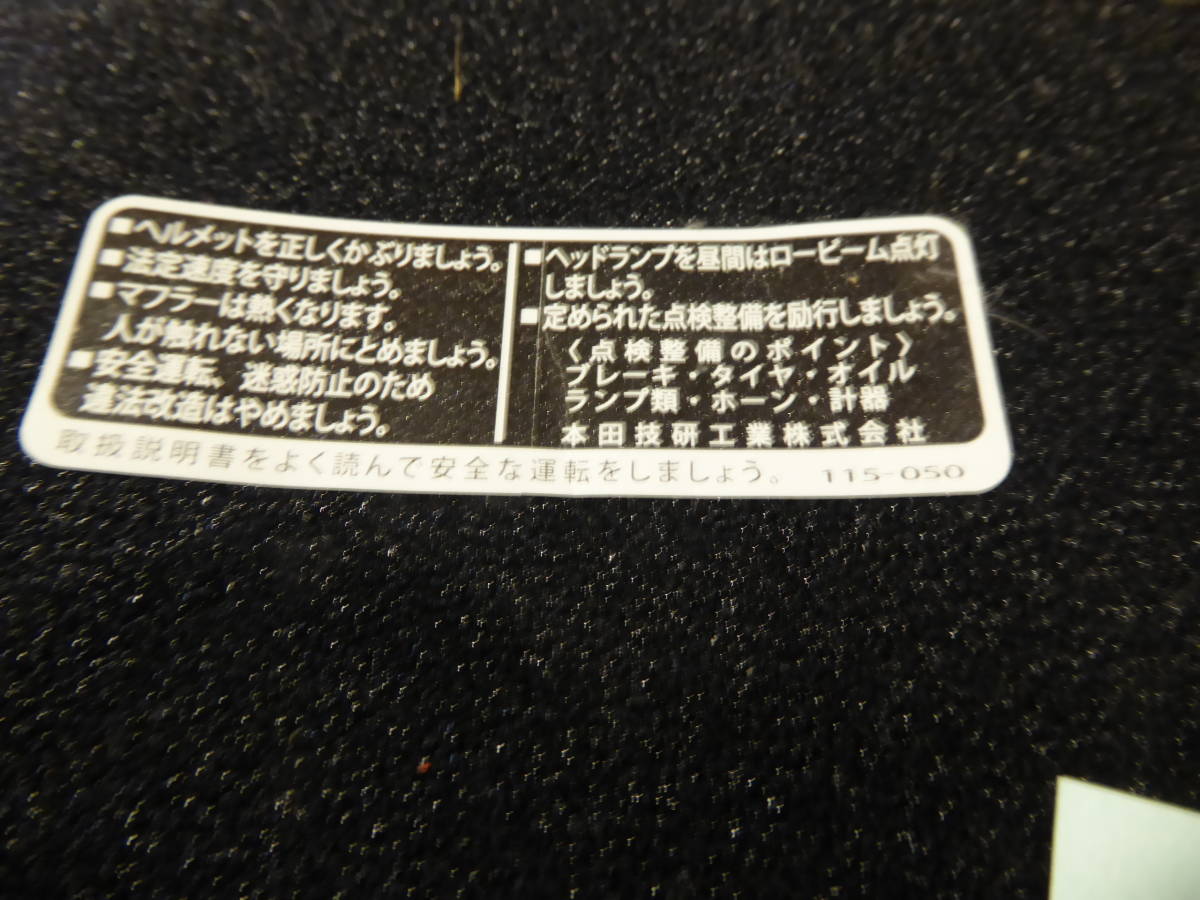 ■ヘルメットを正しくかぶりましょう。
■法定速度を守りましょう。
■マフラーは熱くなります。
人が触れない場所にとめましょう。
■安全運転、迷惑防止のため
違法改造はやめましょう。
■ヘッドランプを昼間はロービーム点灯
しましょう。
■定められた点検整備を励行しましょう。
〈点検整備のポイント〉
ブレーキ・タイヤ・オイル
ランプ類・ホーン・計器
本田技研工業株式会社
取扱説明書をよく読んで安全な運転をしましょう。 115-050